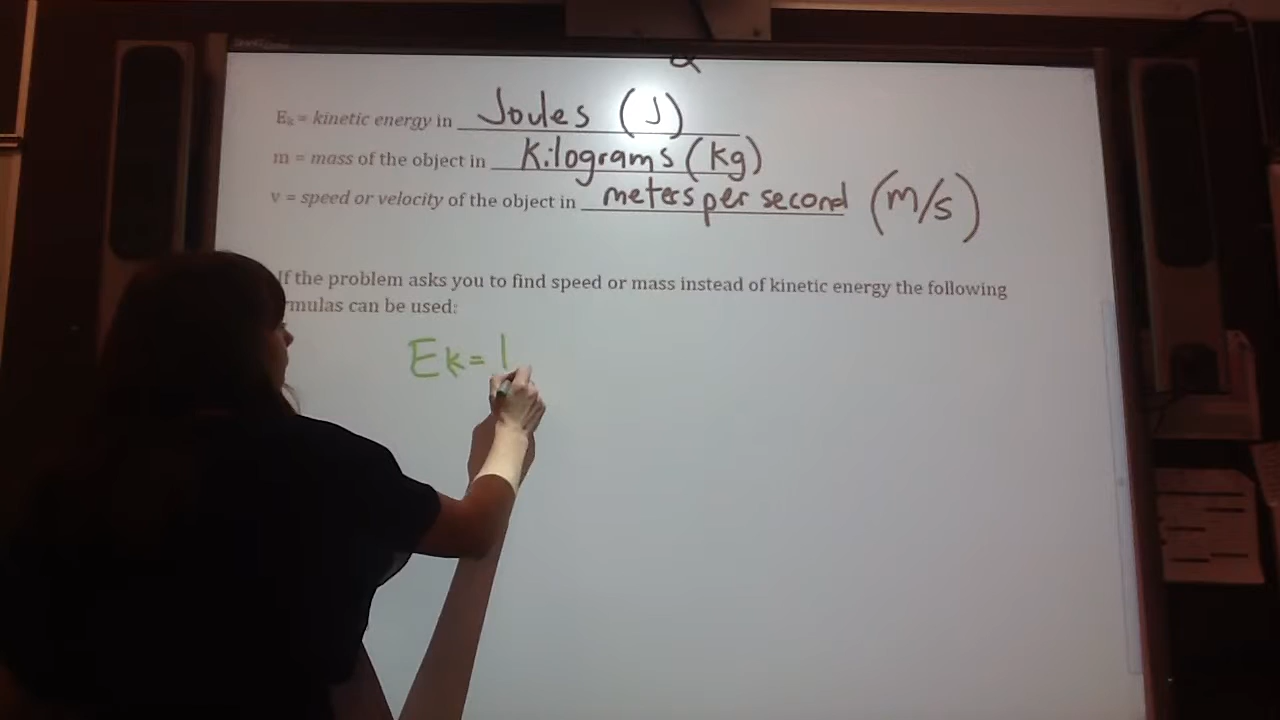 Eₖ = kinetic energy in Joules (J)
m = mass of the object in Kilograms (kg)
v = speed or velocity of the object in meters per second (m/s)
If the problem asks you to find speed or mass instead of kinetic energy the following
mulas can be used:
Ek = 1